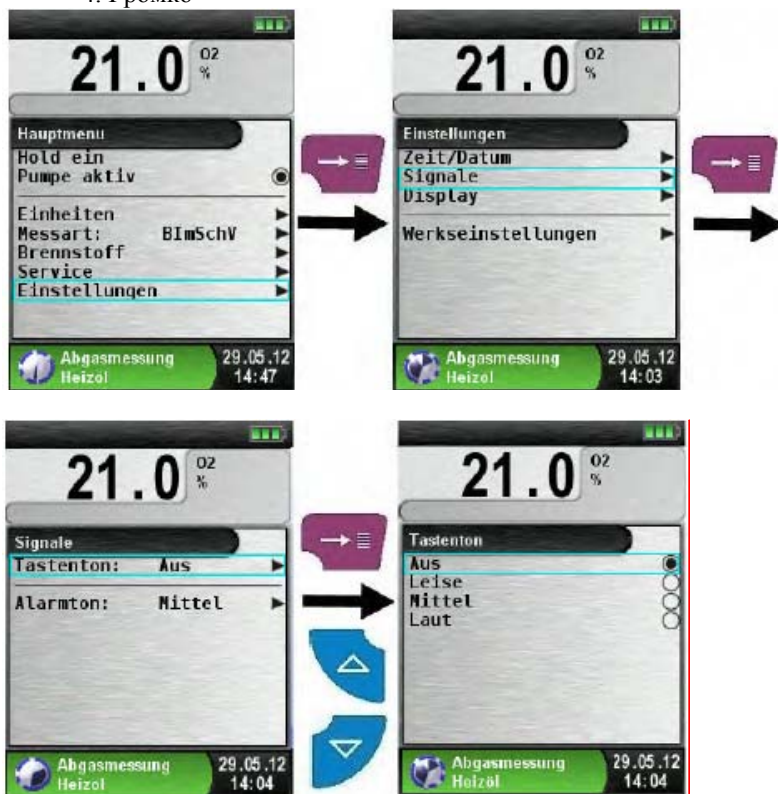 4. Громко
21.0 O2
%
Hauptmenu
Hold ein
Pumpe aktiv
Einheiten
Messart: BImSchV
Brennstoff
Service
Einstellungen
Abgasmessung 29.05.12
Heizol 14:47
21.0 O2
%
Einstellungen
Zeit/Datum
Signale
Display
Werkseinstellungen
Abgasmessung 29.05.12
Heizol 14:03
21.0 O2
%
Signale
Tastenton: Aus
Alarmton: Mittel
Abgasmessung 29.05.12
Heizol 14:04
21.0 O2
%
Tastenton
Aus
Leise
Mittel
Laut
Abgasmessung 29.05.12
Heizöl 14:04